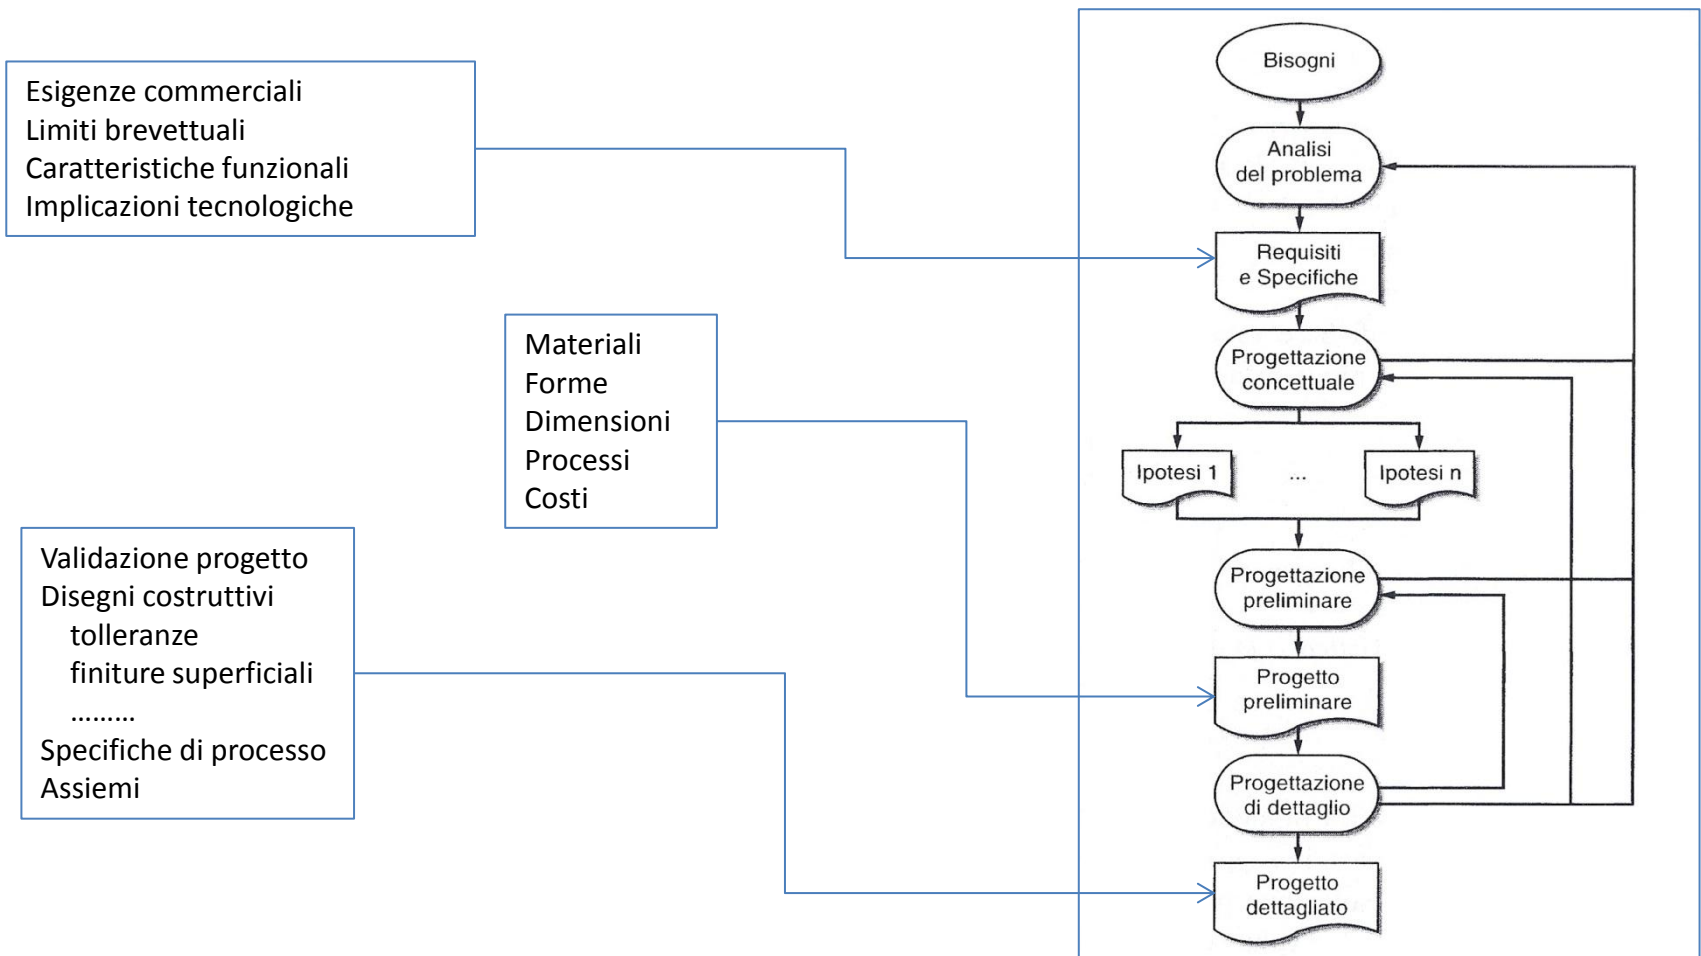 Esigenze commerciali
Limiti brevettuali
Caratteristiche funzionali
Implicazioni tecnologiche
Materiali
Forme
Dimensioni
Processi
Costi
Validazione progetto
Disegni costruttivi
tolleranze
finiture superficiali
………
Specifiche di processo
Assiemi
Bisogni
Analisi
del problema
Requisiti
e Specifiche
Progettazione
concettuale
Ipotesi 1
...
Ipotesi n
Progettazione
preliminare
Progetto
preliminare
Progettazione
di dettaglio
Progetto
dettagliato